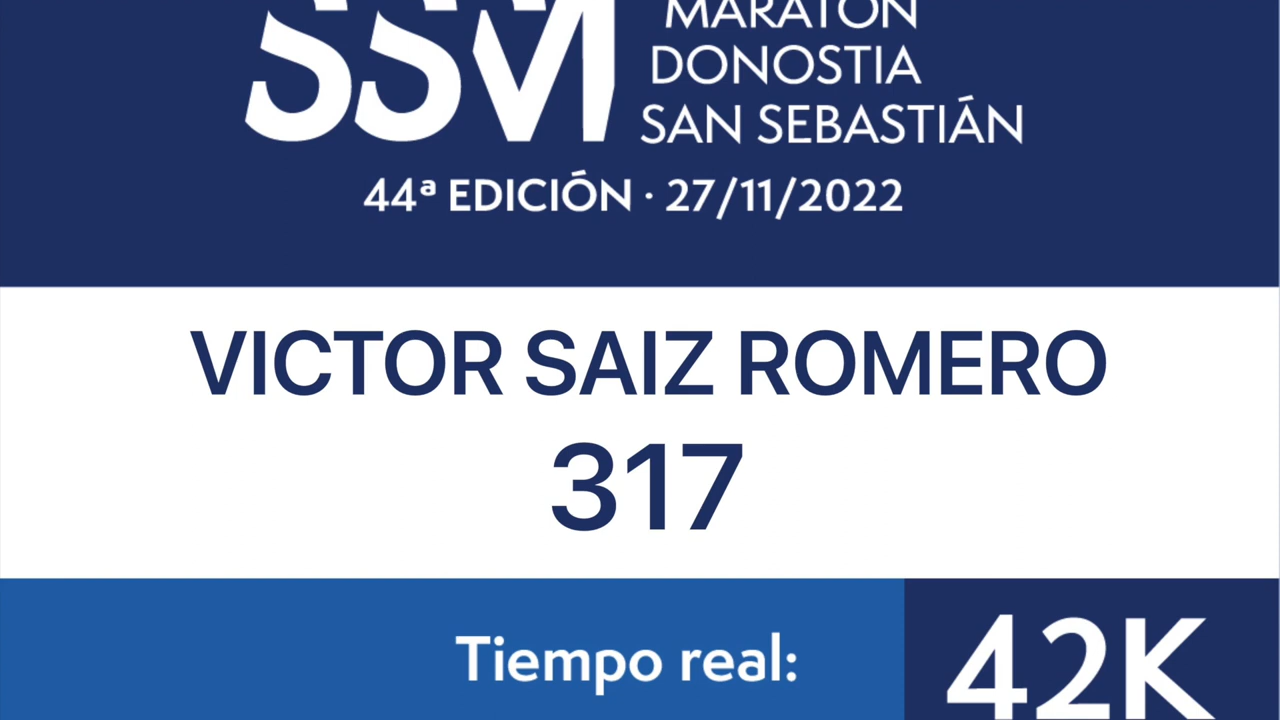 SSM
MARATÓN
DONOSTIA
SAN SEBASTIÁN
44ª EDICIÓN · 27/11/2022
VICTOR SAIZ ROMERO
317
Tiempo real:
42K